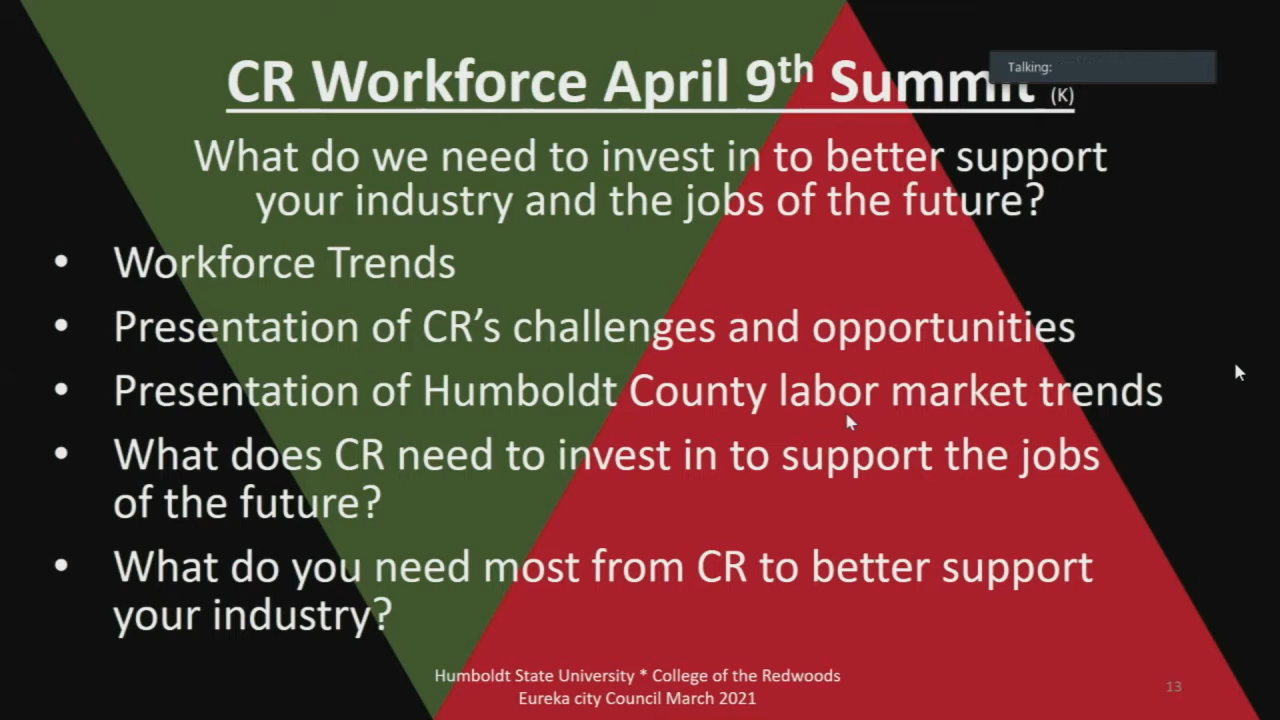 CR Workforce April 9th Summit (K)
Talking:
What do we need to invest in to better support
your industry and the jobs of the future?
• Workforce Trends
• Presentation of CR’s challenges and opportunities
• Presentation of Humboldt County labor market trends
• What does CR need to invest in to support the jobs
of the future?
• What do you need most from CR to better support
your industry?
Humboldt State University * College of the Redwoods
Eureka city Council March 2021
13